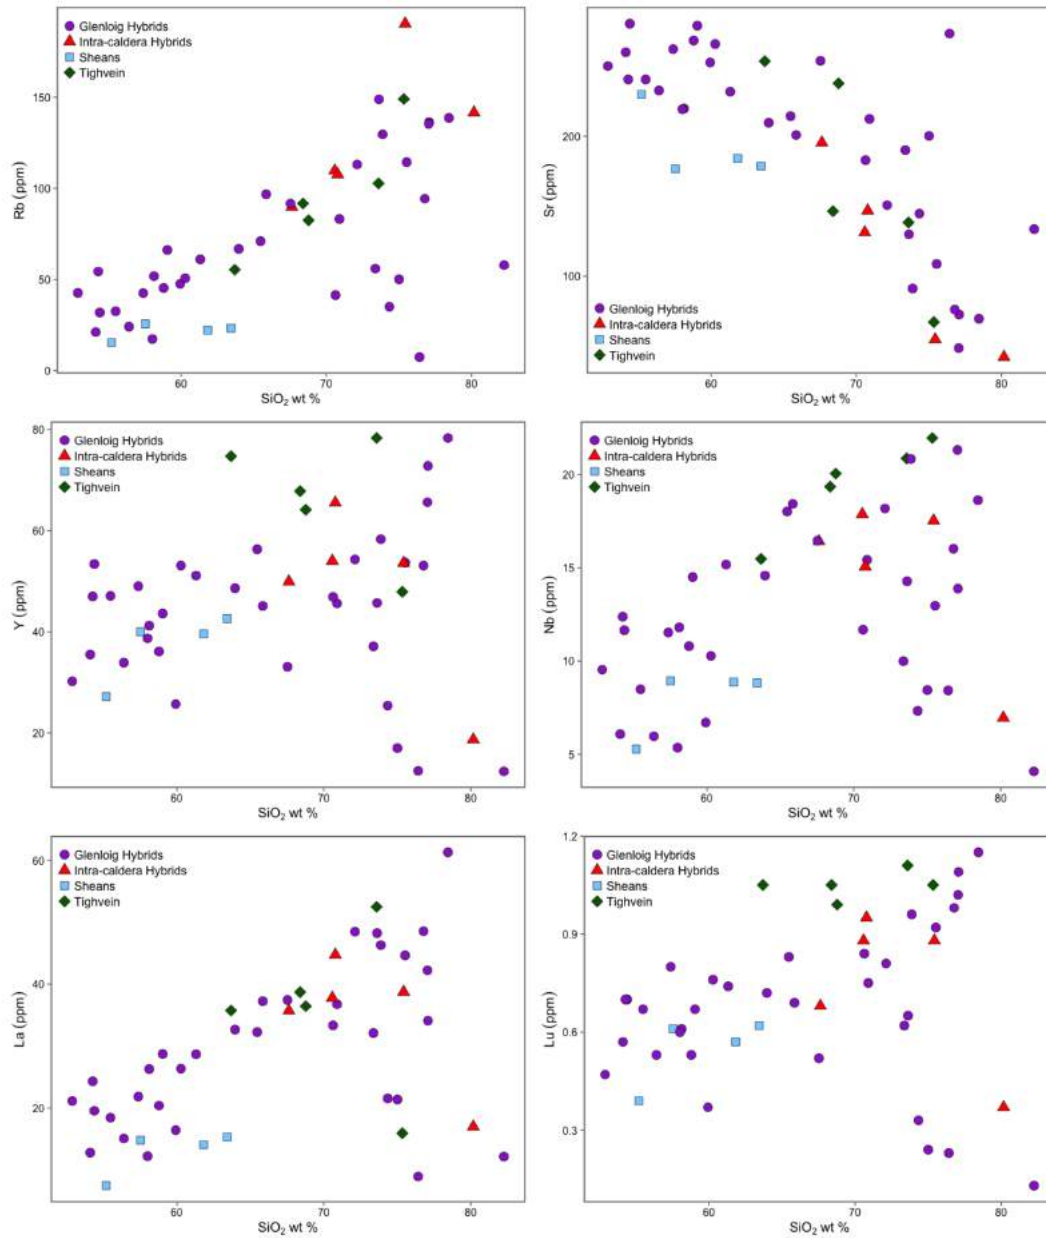 Glenloig Hybrids
Intra-caldera Hybrids
Sheans
Tighvein
150
100
50
0
Rb (ppm)
60 70 80
SiO₂ wt %
200
100
Sr (ppm)
Glenloig Hybrids
Intra-caldera Hybrids
Sheans
Tighvein
60 70 80
SiO₂ wt %
80
60
40
20
Y (ppm)
Glenloig Hybrids
Intra-caldera Hybrids
Sheans
Tighvein
60 70 80
SiO₂ wt %
20
15
10
5
Nb (ppm)
Glenloig Hybrids
Intra-caldera Hybrids
Sheans
Tighvein
60 70 80
SiO₂ wt %
60
40
20
La (ppm)
Glenloig Hybrids
Intra-caldera Hybrids
Sheans
Tighvein
60 70 80
SiO₂ wt %
1.2
0.9
0.6
0.3
Lu (ppm)
Glenloig Hybrids
Intra-caldera Hybrids
Sheans
Tighvein
60 70 80
SiO₂ wt %